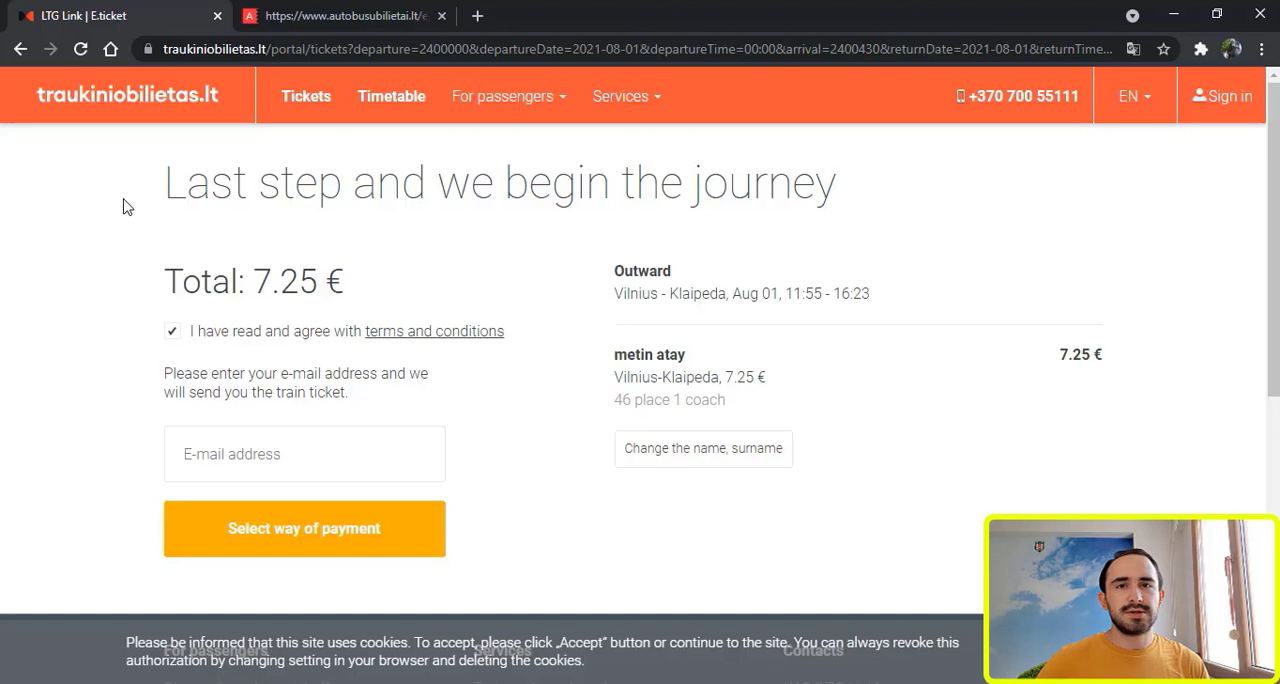 LTG Link | E.ticket
https://www.autobusubilietai.lt/e
traukiniobilietas.lt/portal/tickets?departure=2400000&departureDate=2021-08-01&departureTime=00:00&arrival=2400430&returnDate=2021-08-01&returnTime...
traukiniobilietas.lt Tickets Timetable For passengers Services +370 700 55111 EN Sign in
Last step and we begin the journey
Total: 7.25 €
I have read and agree with terms and conditions
Please enter your e-mail address and we
will send you the train ticket.
E-mail address
Select way of payment
Outward
Vilnius - Klaipeda, Aug 01, 11:55 - 16:23
metin atay 7.25 €
Vilnius-Klaipeda, 7.25 €
46 place 1 coach
Change the name, surname
Please be informed that this site uses cookies. To accept, please click „Accept“ button or continue to the site. You can always revoke this
authorization by changing setting in your browser and deleting the cookies.
For passengers Services Contacts